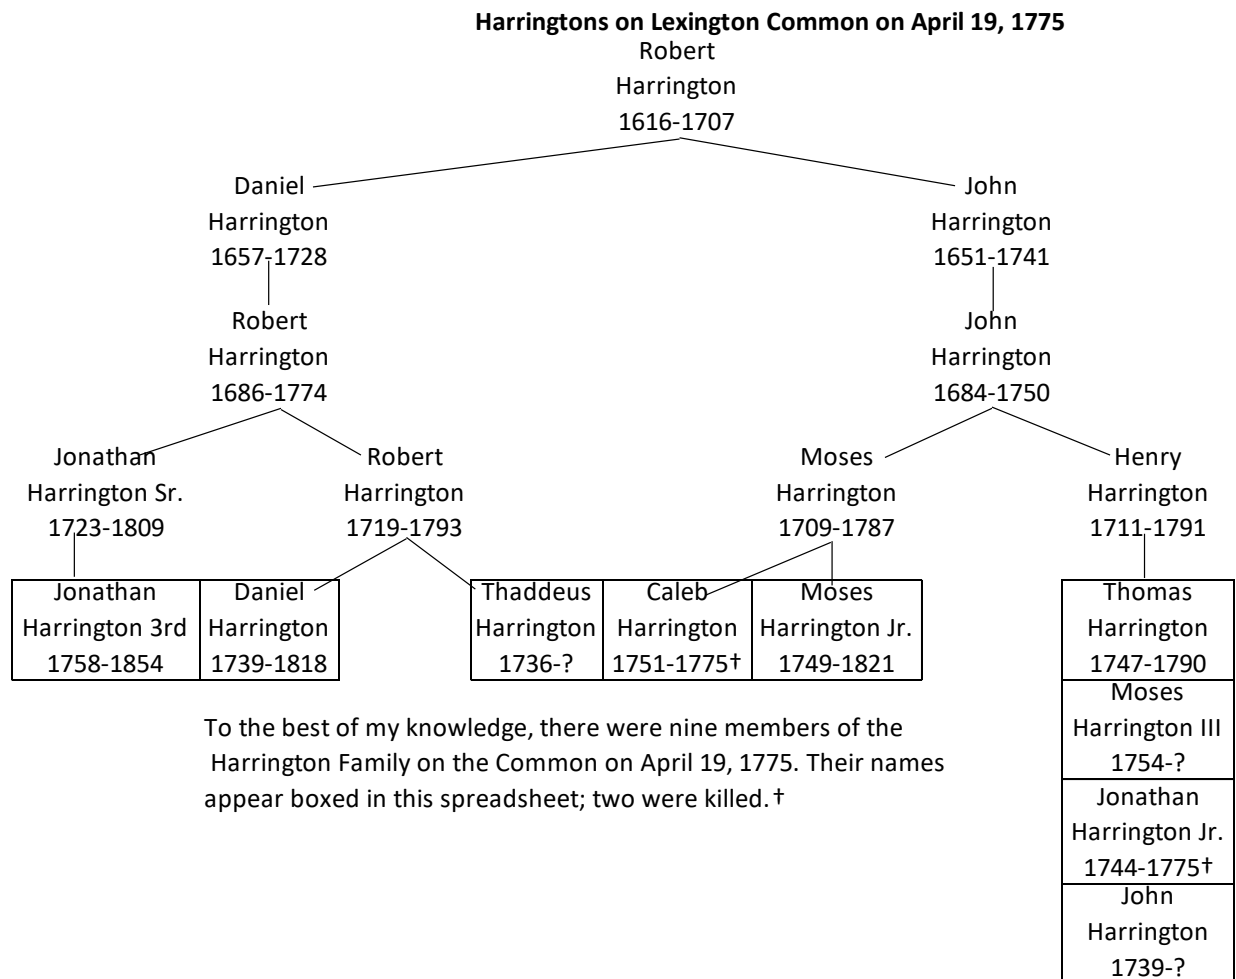 Harringtons on Lexington Common on April 19, 1775
Robert
Harrington
1616-1707
Daniel
Harrington
1657-1728
John
Harrington
1651-1741
Robert
Harrington
1686-1774
John
Harrington
1684-1750
Jonathan
Harrington Sr.
1723-1809
Robert
Harrington
1719-1793
Moses
Harrington
1709-1787
Henry
Harrington
1711-1791
Jonathan
Harrington 3rd
1758-1854
Daniel
Harrington
1739-1818
Thaddeus
Harrington
1736-?
Caleb
Harrington
1751-1775†
Moses
Harrington Jr.
1749-1821
Thomas
Harrington
1747-1790
Moses
Harrington III
1754-?
Jonathan
Harrington Jr.
1744-1775†
John
Harrington
1739-?
To the best of my knowledge, there were nine members of the
Harrington Family on the Common on April 19, 1775. Their names
appear boxed in this spreadsheet; two were killed.†